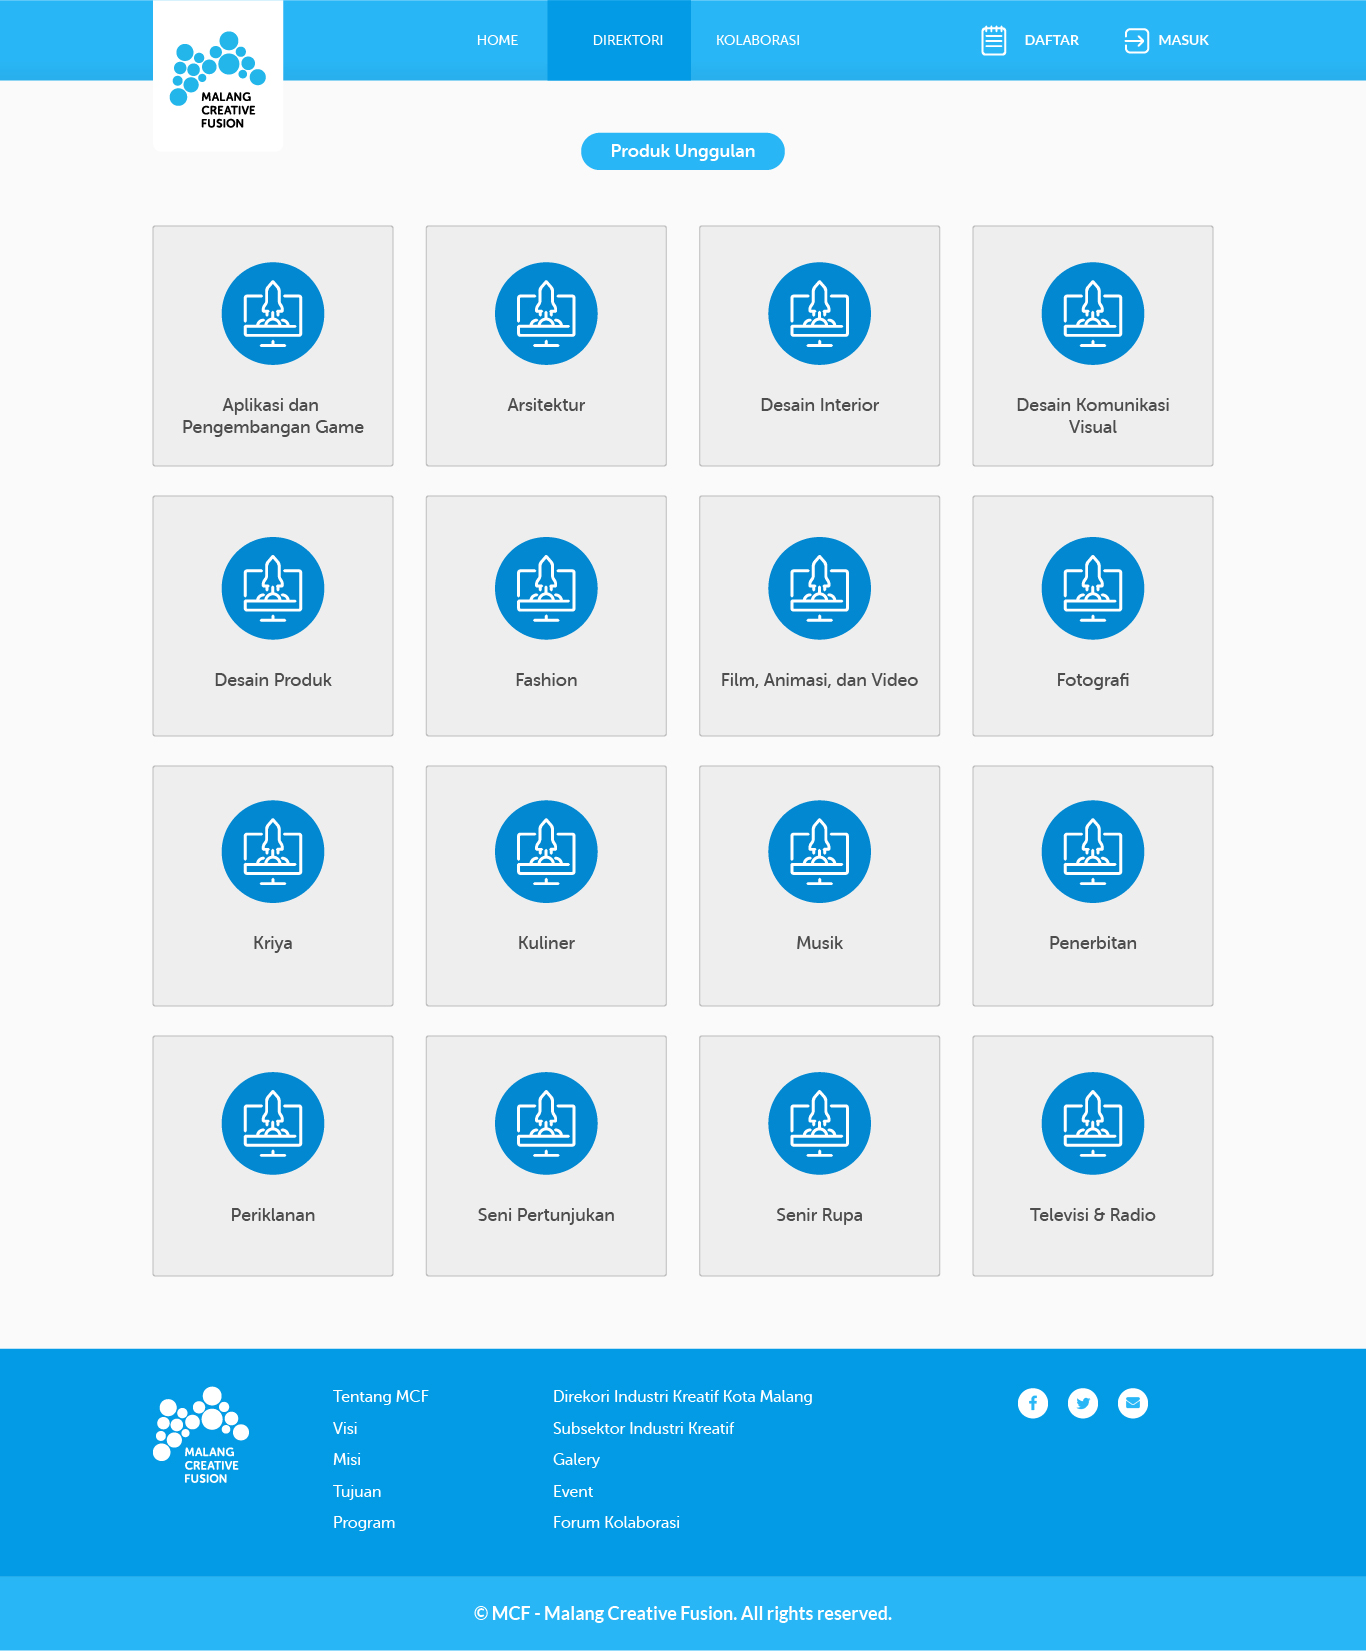 HOME
DIREKTORI
KOLABORASI
DAFTAR
MASUK
MALANG
CREATIVE
FUSION
Produk Unggulan
Aplikasi dan
Pengembangan Game
Arsitektur
Desain Interior
Desain Komunikasi
Visual
Desain Produk
Fashion
Film, Animasi, dan Video
Fotografi
Kriya
Kuliner
Musik
Penerbitan
Periklanan
Seni Pertunjukan
Senir Rupa
Televisi & Radio
MALANG
CREATIVE
FUSION
Tentang MCF
Visi
Misi
Tujuan
Program
Direkori Industri Kreatif Kota Malang
Subsektor Industri Kreatif
Galery
Event
Forum Kolaborasi
© MCF - Malang Creative Fusion. All rights reserved.